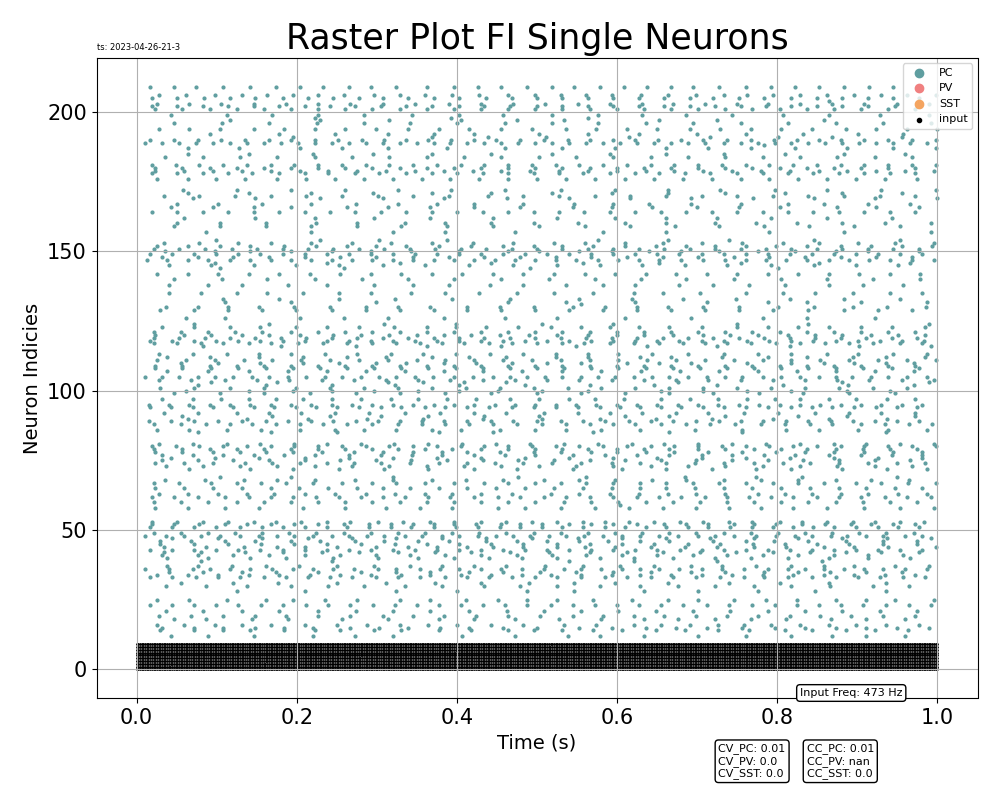 Raster Plot FI Single Neurons
ts: 2023-04-26-21-3
PC
PV
SST
input
200
150
100
50
0
Neuron Indicies
Input Freq: 473 Hz
0.0 0.2 0.4 0.6 0.8 1.0
Time (s)
CV_PC: 0.01
CV_PV: 0.0
CV_SST: 0.0
CC_PC: 0.01
CC_PV: nan
CC_SST: 0.0